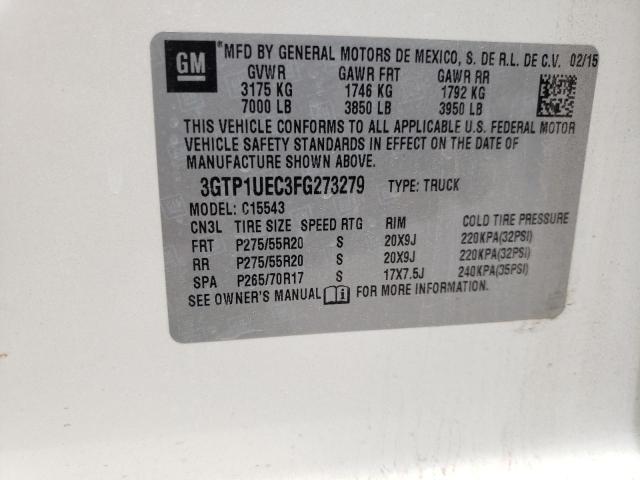 GM
MFD BY GENERAL MOTORS DE MEXICO, S. DE R.L. DE C.V. 02/15
GVWR GAWR FRT GAWR RR
3175 KG 1746 KG 1792 KG
7000 LB 3850 LB 3950 LB
THIS VEHICLE CONFORMS TO ALL APPLICABLE U.S. FEDERAL MOTOR
VEHICLE SAFETY STANDARDS IN EFFECT ON THE DATE OF
MANUFACTURE SHOWN ABOVE.
3GTP1UEC3FG273279 TYPE: TRUCK
MODEL: C15543
CN3L TIRE SIZE SPEED RTG RIM COLD TIRE PRESSURE
FRT P275/55R20 S 20X9J 220KPA(32PSI)
RR P275/55R20 S 20X9J 220KPA(32PSI)
SPA P265/70R17 S 17X7.5J 240KPA(35PSI)
SEE OWNER'S MANUAL FOR MORE INFORMATION.